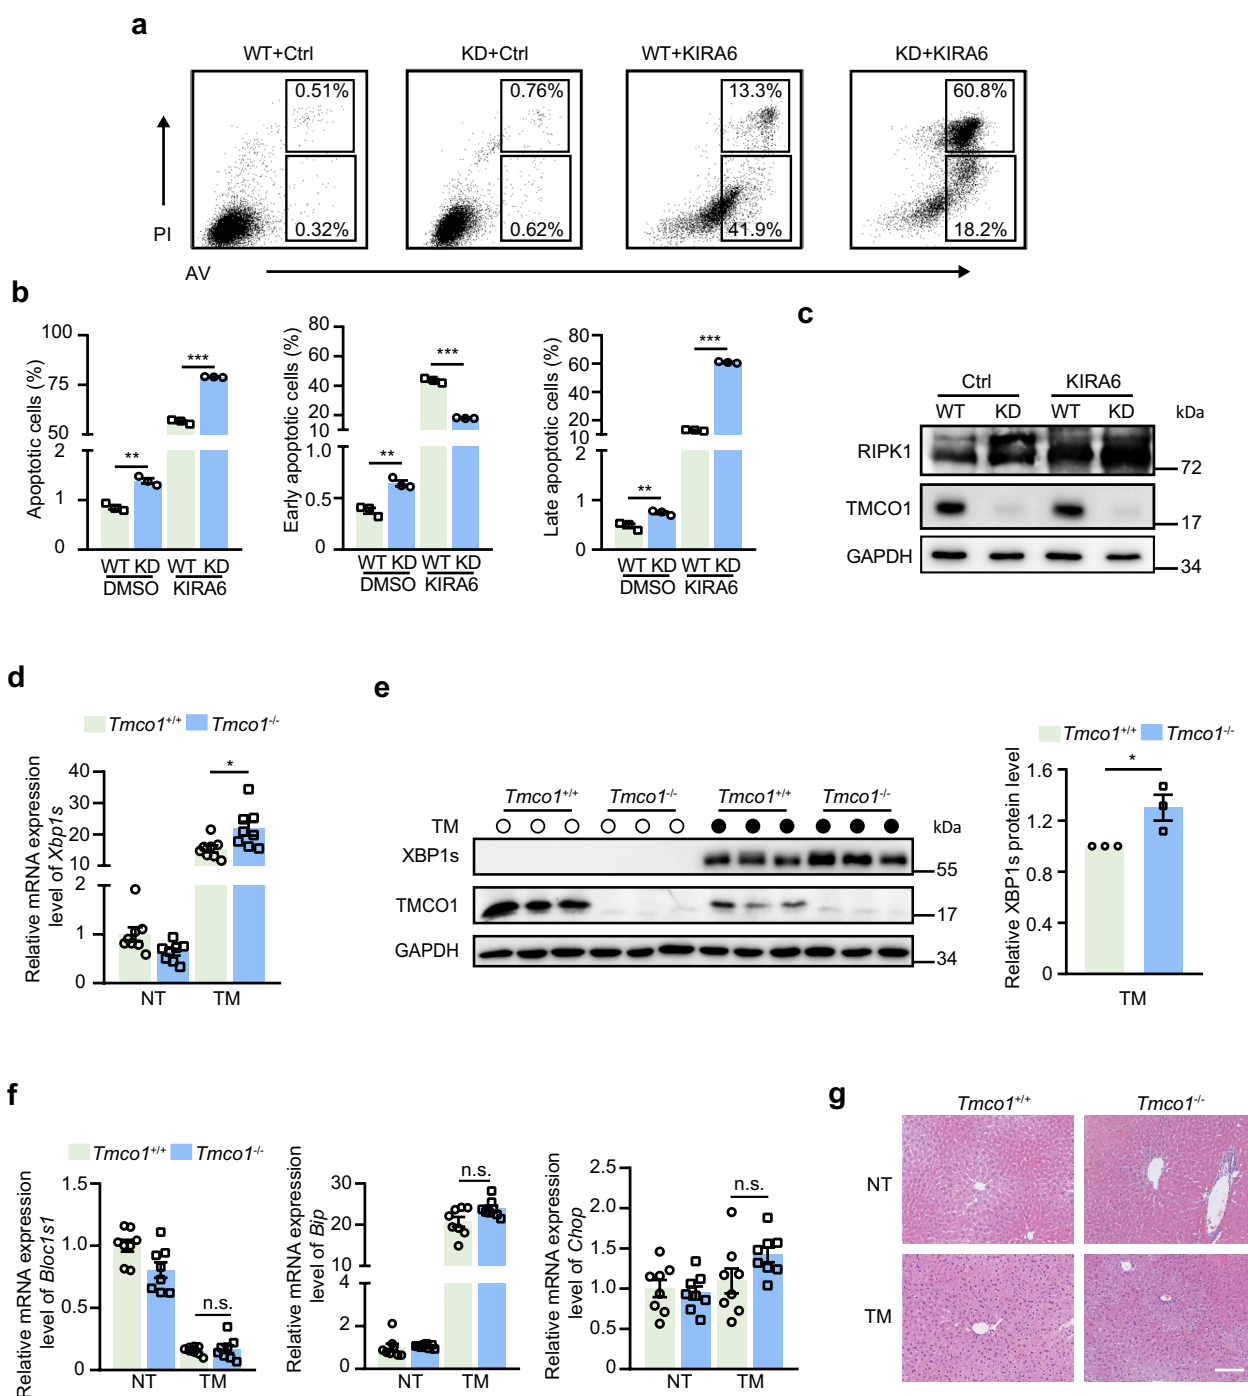 a
WT+Ctrl KD+Ctrl WT+KIRA6 KD+KIRA6
0.51% 0.76% 13.3% 60.8%
0.32% 0.62% 41.9% 18.2%
PI
AV
b
Apoptotic cells (%)
100
75
50
2
1
0
**
***
WT KD WT KD
DMSO KIRA6
Early apoptotic cells (%)
80
60
40
20
10
1.0
0.5
0
**
***
WT KD WT KD
DMSO KIRA6
Late apoptotic cells (%)
80
60
40
20
10
2
1
0
**
***
WT KD WT KD
DMSO KIRA6
c
Ctrl KIRA6
WT KD WT KD kDa
RIPK1 72
TMCO1 17
GAPDH 34
d
Tmco1+/+ Tmco1-/-
Relative mRNA expression
level of Xbp1s
40
30
20
10
2
1
0
*
NT TM
e
Tmco1+/+ Tmco1-/- Tmco1+/+ Tmco1-/-
TM kDa
XBP1s 55
TMCO1 17
GAPDH 34
Tmco1+/+ Tmco1-/-
Relative XBP1s protein level
1.6
1.2
0.8
0.4
0
*
TM
f
Tmco1+/+ Tmco1-/-
Relative mRNA expression
level of Bloc1s1
1.5
1.0
0.5
0
n.s.
NT TM
Relative mRNA expression
level of Bip
30
20
10
4
2
0
n.s.
NT TM
Relative mRNA expression
level of Chop
2.5
2.0
1.5
1.0
0.5
0
n.s.
NT TM
g
Tmco1+/+ Tmco1-/-
NT
TM